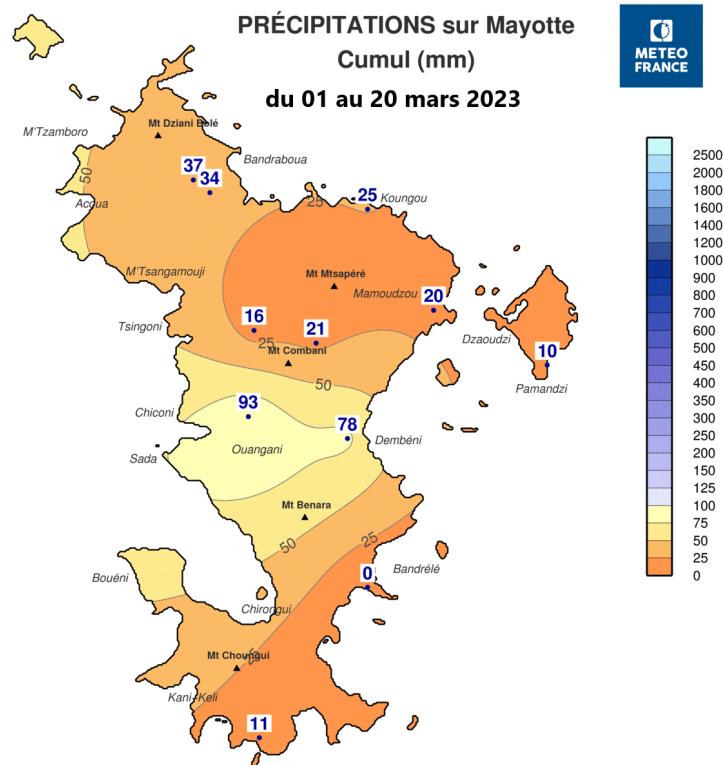 PRÉCIPITATIONS sur Mayotte
Cumul (mm)
du 01 au 20 mars 2023
METEO
FRANCE
M'Tzamboro
Mt Dziani Bolé
Bandraboua
37
34
50
Acoua
25
25
Koungou
M'Tsangamouji
Mt Mtsapéré
Mamoudzou
20
16
21
Tsingoni
25
Mt Combani
Dzaoudzi
10
Pamandzi
50
93
Chiconi
78
Dembéni
Ouangani
Sada
Mt Benara
50
25
Bandrélé
0
Bouéni
Chirongui
Mt Choungui
25
Kani-Keli
11
2500
2000
1600
1400
1200
1000
900
800
700
600
500
450
400
350
300
250
200
150
125
100
75
50
25
0